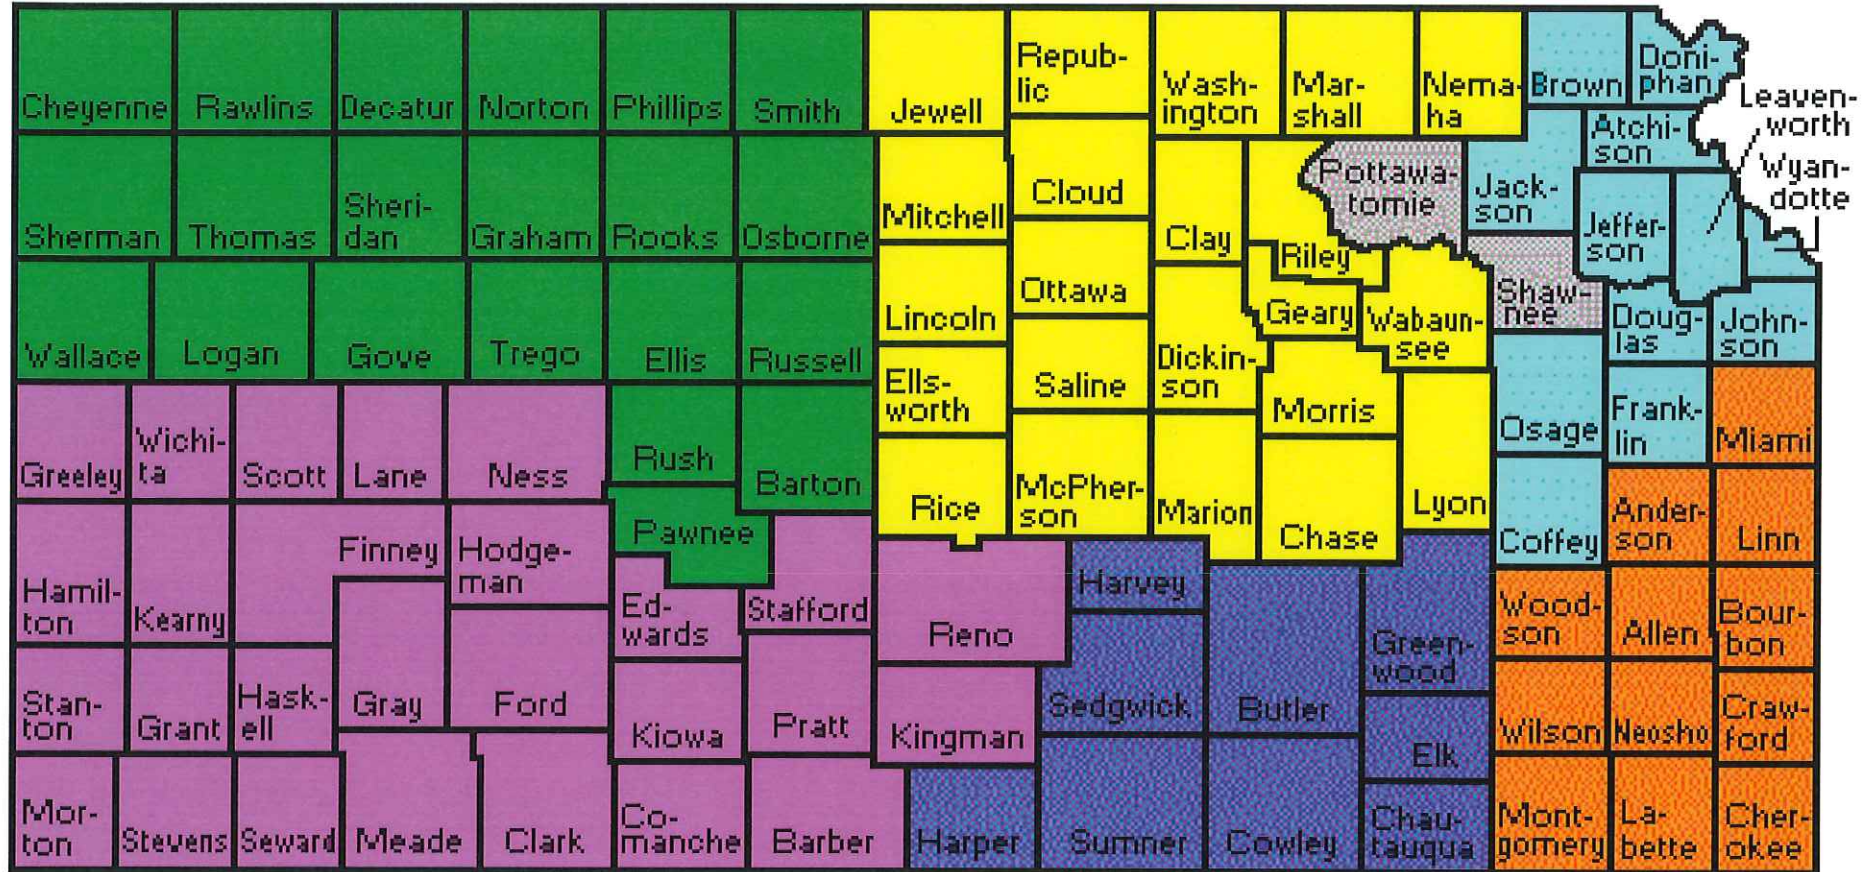 Cheyenne
Rawlins
Decatur
Norton
Phillips
Smith
Jewell
Repub-
lic
Wash-
ington
Mar-
shall
Nema-
ha
Brown
Doni-
phan
Leaven-
worth
Atchi-
son
Wyan-
dotte
Sherman
Thomas
Sheri-
dan
Graham
Rooks
Osborne
Mitchell
Cloud
Clay
Riley
Pottawa-
tomie
Jack-
son
Jeffer-
son
Wallace
Logan
Gove
Trego
Ellis
Russell
Lincoln
Ottawa
Dickin-
son
Geary
Wabaun-
see
Shaw-
nee
Doug-
las
John-
son
Greeley
Wichi-
ta
Scott
Lane
Ness
Rush
Barton
Ells-
worth
Saline
Morris
Osage
Frank-
lin
Miami
Rice
McPher-
son
Marion
Chase
Lyon
Coffey
Ander-
son
Linn
Hamil-
ton
Kearny
Finney
Hodge-
man
Pawnee
Ed-
wards
Stafford
Reno
Harvey
Green-
wood
Wood-
son
Allen
Bour-
bon
Stan-
ton
Grant
Hask-
ell
Gray
Ford
Kiowa
Pratt
Kingman
Sedgwick
Butler
Elk
Wilson
Neosho
Craw-
ford
Mor-
ton
Stevens
Seward
Meade
Clark
Co-
manche
Barber
Harper
Sumner
Cowley
Chau-
tauqua
Mont-
gomery
La-
bette
Cher-
okee